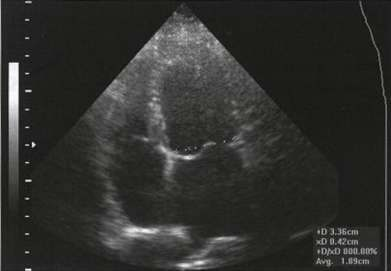 +D 3.36cm
xD 0.42cm
+D/xD 800.00%
Avg. 1.89cm